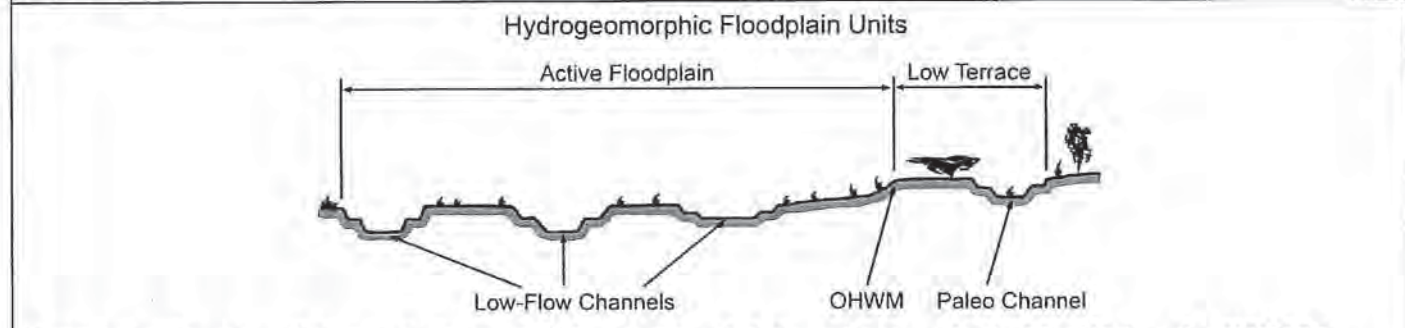 Hydrogeomorphic Floodplain Units
Active Floodplain
Low Terrace
Low-Flow Channels
OHWM
Paleo Channel